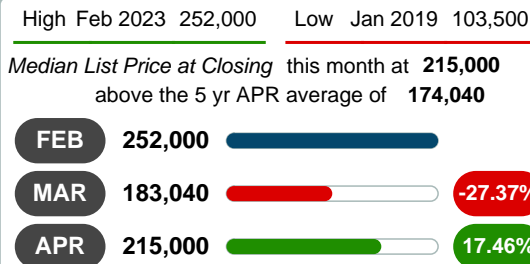 High Feb 2023 252,000 Low Jan 2019 103,500
Median List Price at Closing this month at 215,000
above the 5 yr APR average of 174,040
FEB 252,000
MAR 183,040 -27.37%
APR 215,000 17.46%